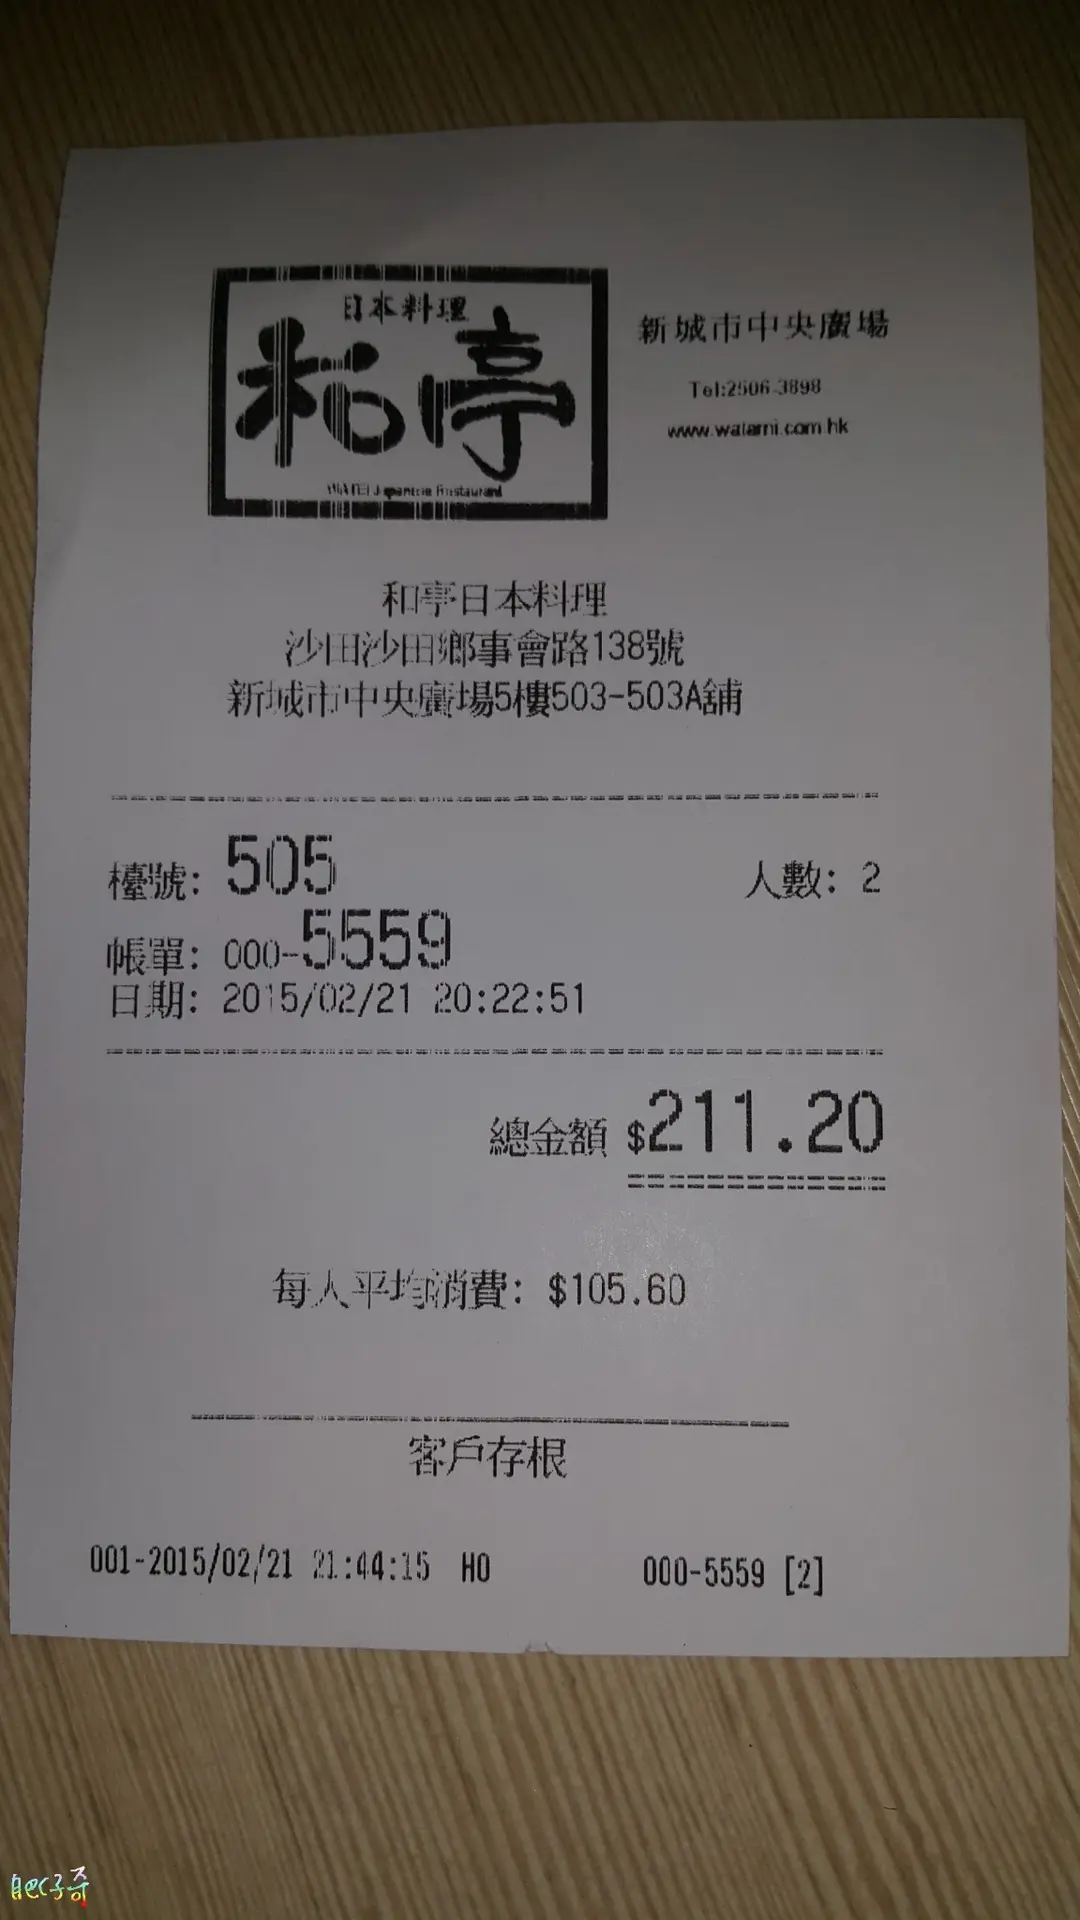 日本料理
和亭
WATEI Japanese Restaurant
新城市中央廣場
Tel:2506-3898
www.watami.com.hk
和亭日本料理
沙田沙田鄉事會路138號
新城市中央廣場5樓503-503A舖
檯號: 505
人數: 2
帳單: 000-5559
日期: 2015/02/21 20:22:51
總金額 $211.20
每人平均消費: $105.60
客戶存根
001-2015/02/21 21:44:15 HO
000-5559 [2]
肥仔奇